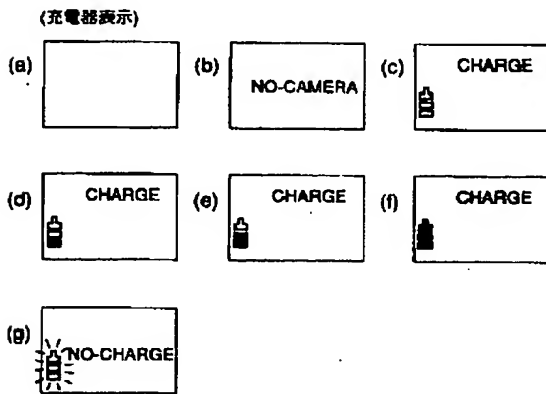 (充電器表示)
(a)
(b) NO-CAMERA
(c) CHARGE
(d) CHARGE
(e) CHARGE
(f) CHARGE
(g) NO-CHARGE